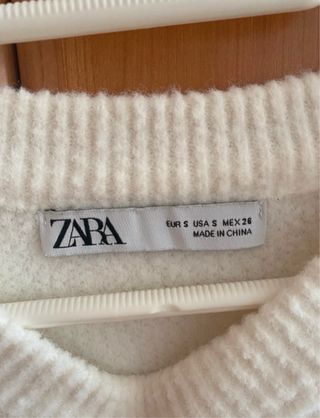 ZARA
EUR S USA S MEX 26
MADE IN CHINA